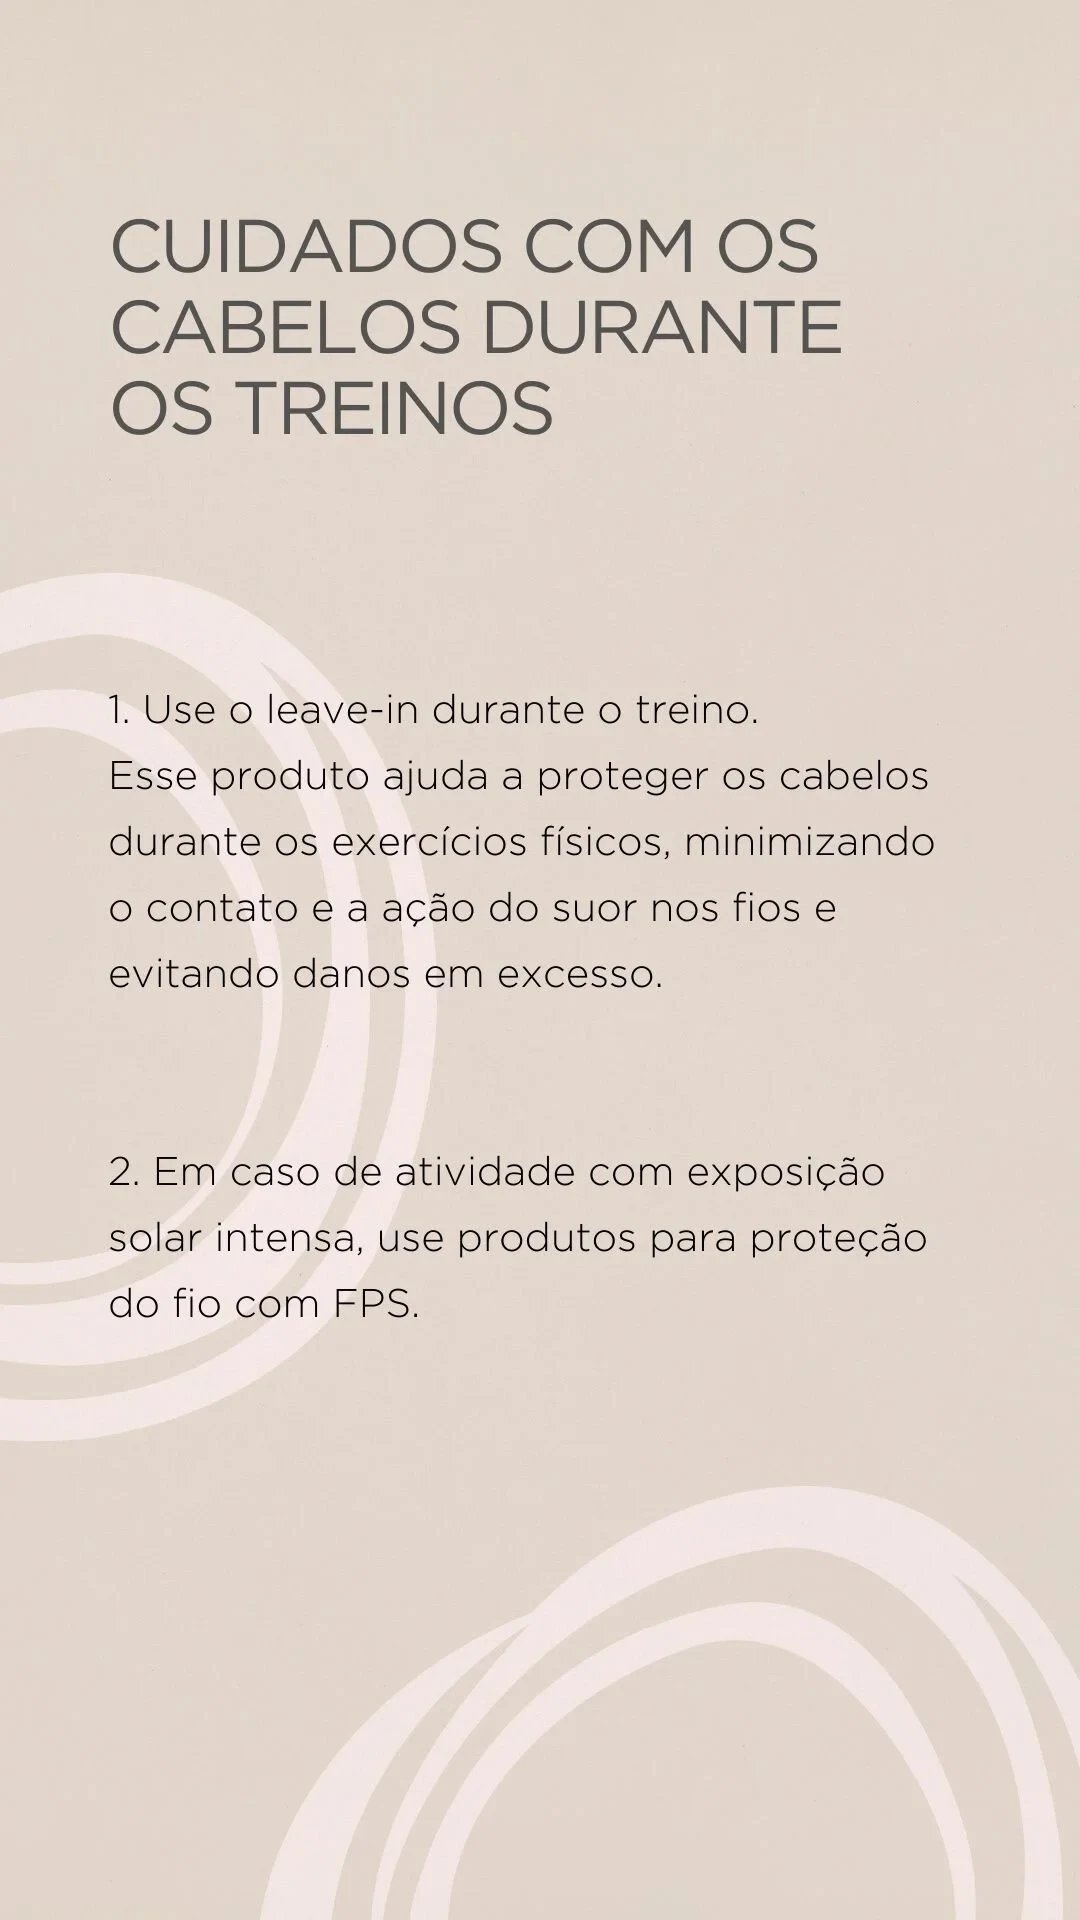 CUIDADOS COM OS
CABELOS DURANTE
OS TREINOS
1. Use o leave-in durante o treino.
Esse produto ajuda a proteger os cabelos
durante os exercícios físicos, minimizando
o contato e a ação do suor nos fios e
evitando danos em excesso.
2. Em caso de atividade com exposição
solar intensa, use produtos para proteção
do fio com FPS.